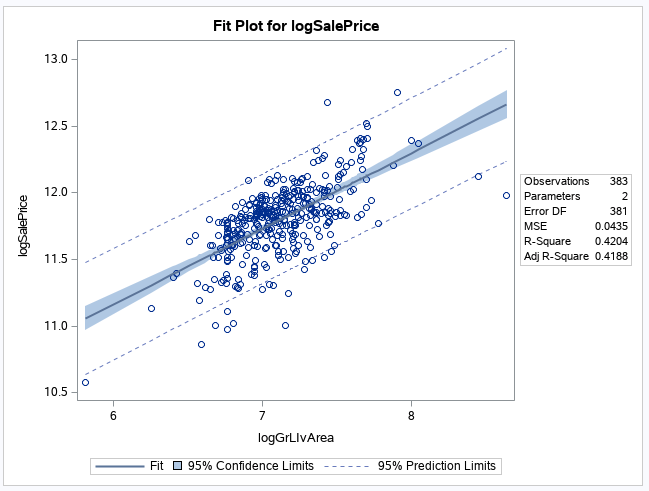 Fit Plot for logSalePrice
13.0
12.5
12.0
11.5
11.0
10.5
logSalePrice
6 7 8
logGrLIvArea
Observations 383
Parameters 2
Error DF 381
MSE 0.0435
R-Square 0.4204
Adj R-Square 0.4188
Fit 95% Confidence Limits 95% Prediction Limits